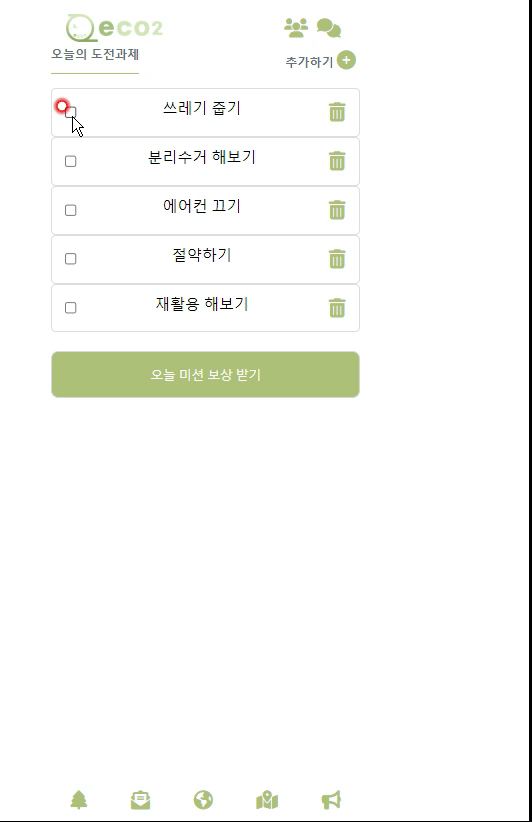 eco2
오늘의 도전과제
추가하기
쓰레기 줍기
분리수거 해보기
에어컨 끄기
절약하기
재활용 해보기
오늘 미션 보상 받기